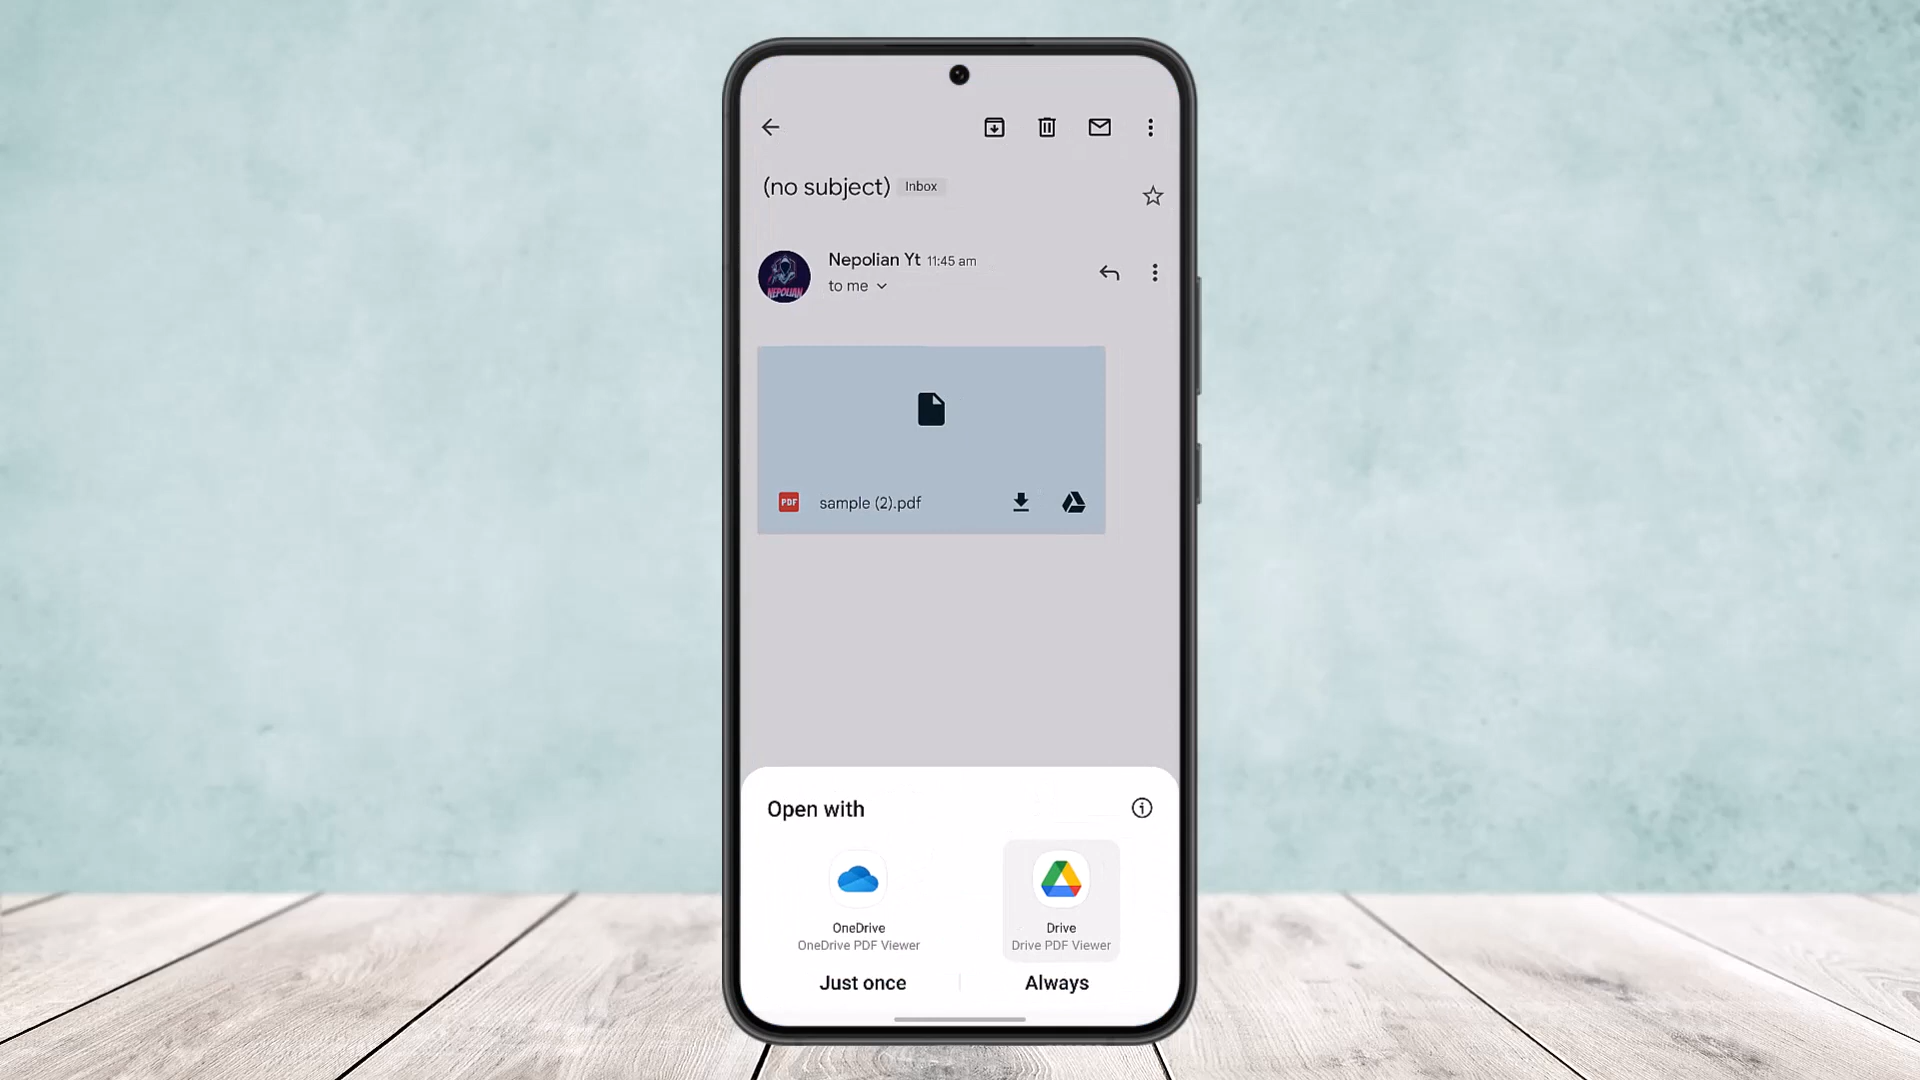 (no subject) Inbox
Nepolian Yt 11:45 am
to me
NEPOLIAN
PDF sample (2).pdf
Open with
OneDrive
OneDrive PDF Viewer
Drive
Drive PDF Viewer
Just once
Always